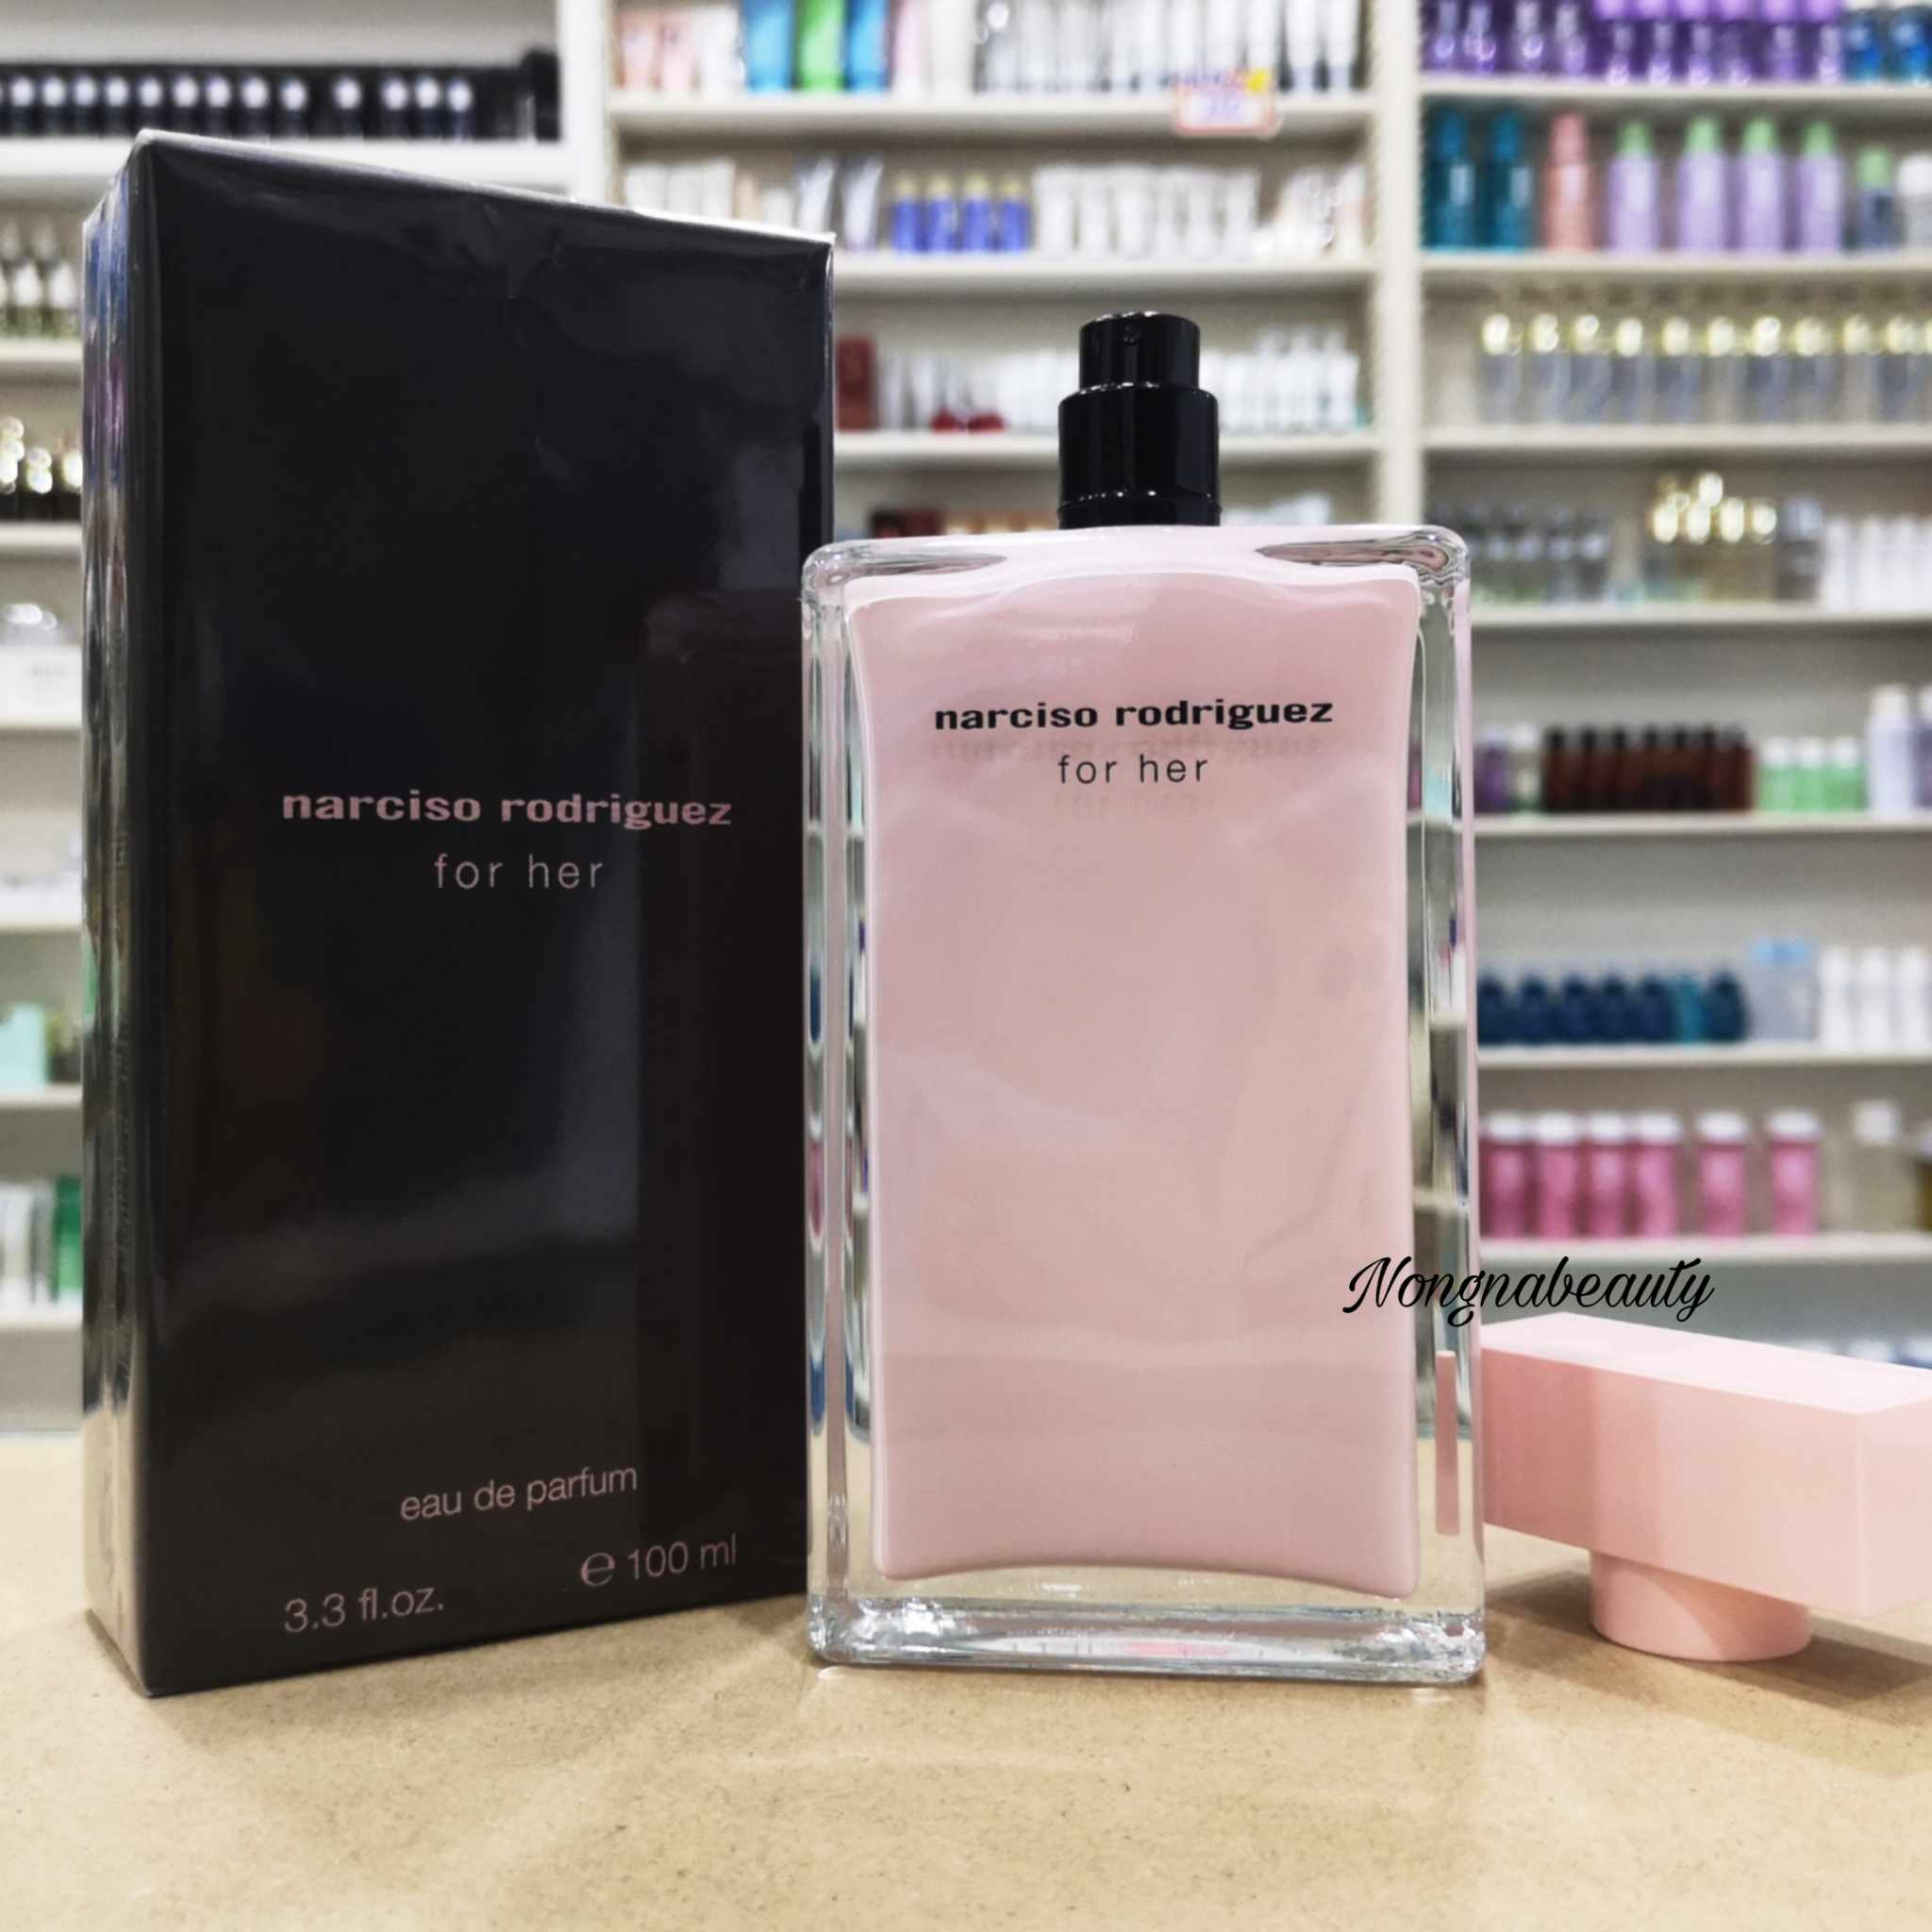 narciso rodriguez
for her
eau de parfum
3.3 fl.oz.
e 100 ml
narciso rodriguez
for her
Nongnabeauty